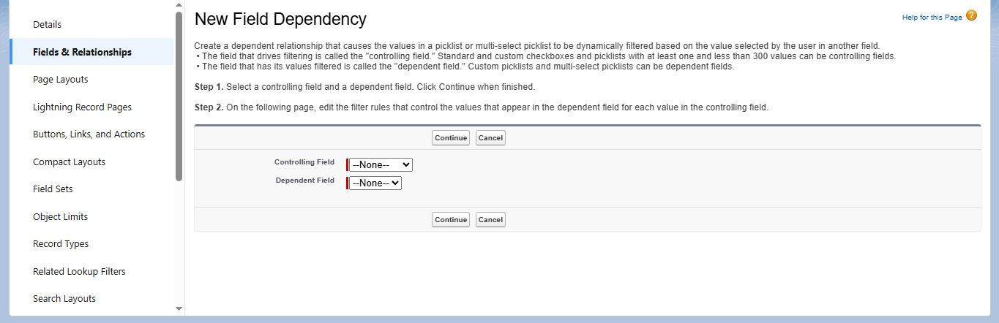 Details
Fields & Relationships
Page Layouts
Lightning Record Pages
Buttons, Links, and Actions
Compact Layouts
Field Sets
Object Limits
Record Types
Related Lookup Filters
Search Layouts
New Field Dependency
Help for this Page ?
Create a dependent relationship that causes the values in a picklist or multi-select picklist to be dynamically filtered based on the value selected by the user in another field.
• The field that drives filtering is called the "controlling field." Standard and custom checkboxes and picklists with at least one and less than 300 values can be controlling fields.
• The field that has its values filtered is called the "dependent field." Custom picklists and multi-select picklists can be dependent fields.
Step 1. Select a controlling field and a dependent field. Click Continue when finished.
Step 2. On the following page, edit the filter rules that control the values that appear in the dependent field for each value in the controlling field.
Continue Cancel
Controlling Field --None--
Dependent Field --None--
Continue Cancel